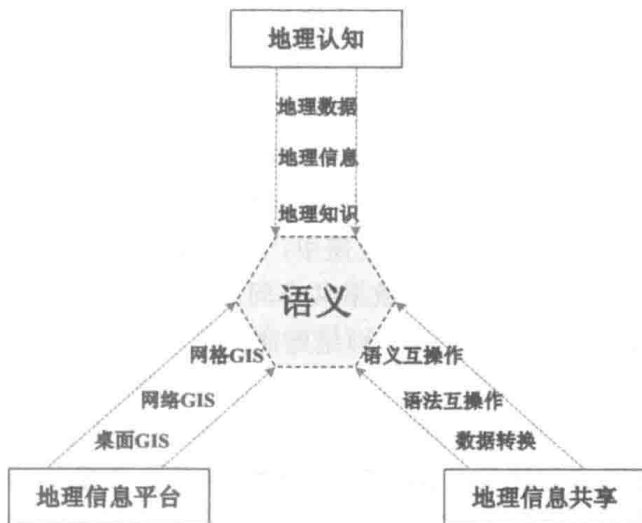 地理认知
地理数据
地理信息
地理知识
语义
网格GIS
语义互操作
网络GIS
语法互操作
桌面GIS
数据转换
地理信息平台
地理信息共享